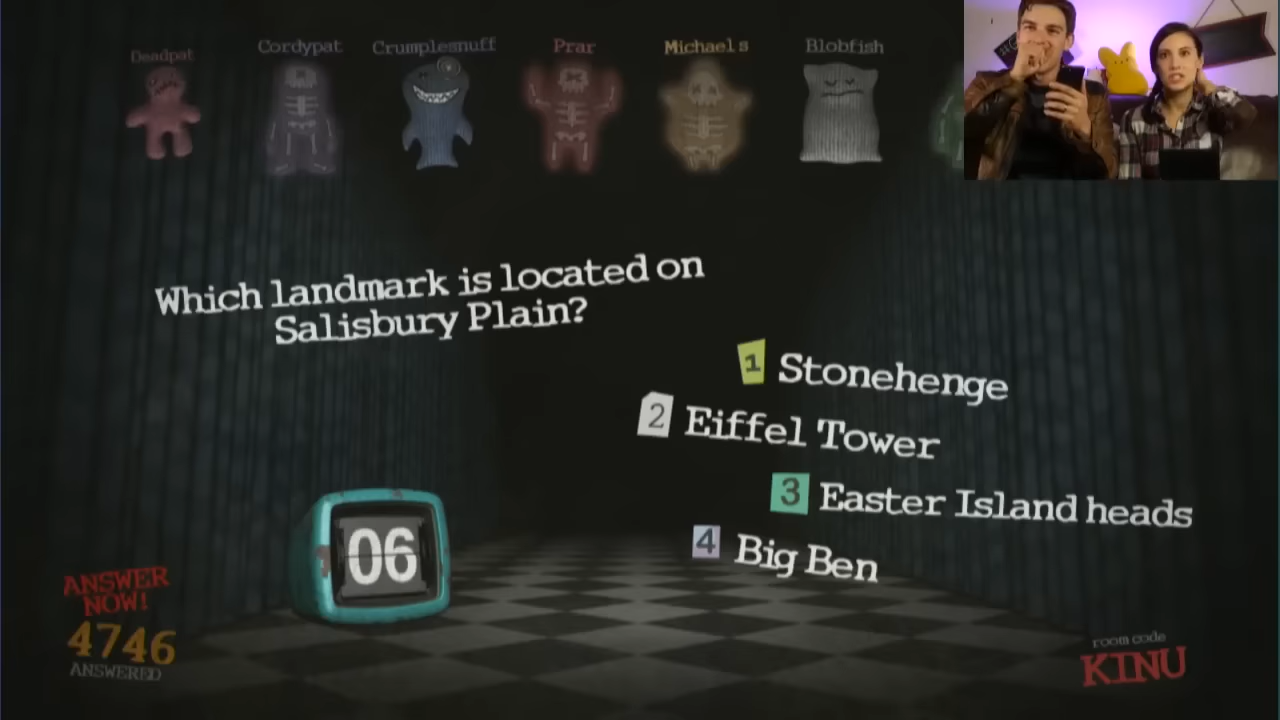 Deadpat
Cordypat
Crumplesnuff
Prar
Michaels
Blobfish
Which landmark is located on
Salisbury Plain?
1 Stonehenge
2 Eiffel Tower
3 Easter Island heads
4 Big Ben
06
ANSWER
NOW!
4746
ANSWERED
room code
KINU